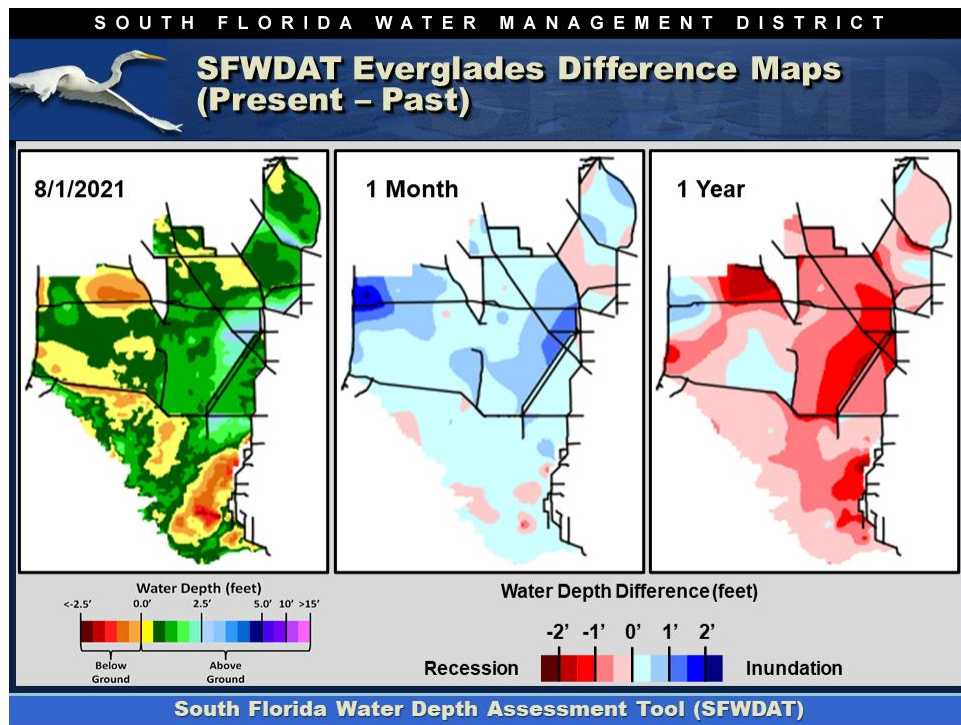 SOUTH FLORIDA WATER MANAGEMENT DISTRICT
SFWDAT Everglades Difference Maps
(Present – Past)
8/1/2021
1 Month
1 Year
Water Depth (feet)
<-2.5' 0.0' 2.5' 5.0' 10' >15'
Below
Ground
Above
Ground
Water Depth Difference (feet)
-2' -1' 0' 1' 2'
Recession
Inundation
South Florida Water Depth Assessment Tool (SFWDAT)